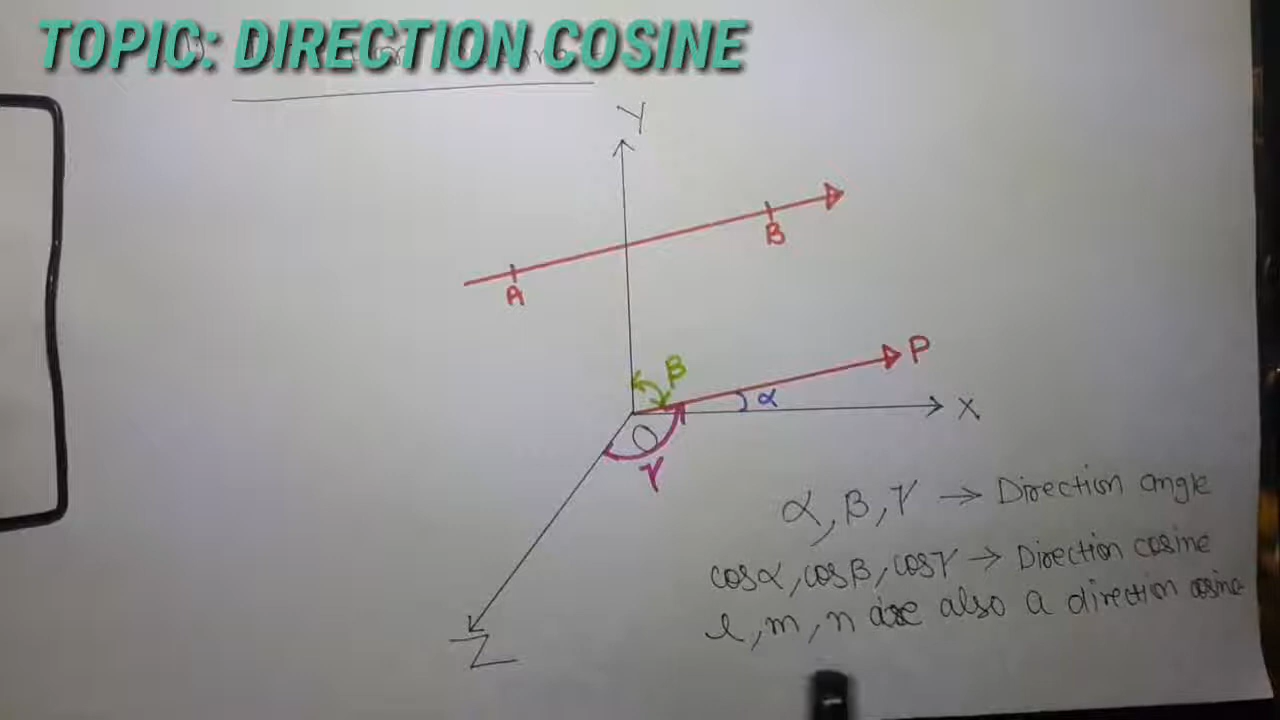 TOPIC: DIRECTION COSINE
Y
B
A
β
P
α
X
O
γ
α, β, γ → Direction angle
cosα, cosβ, cosγ → Direction cosine
l, m, n are also a direction cosine
Z